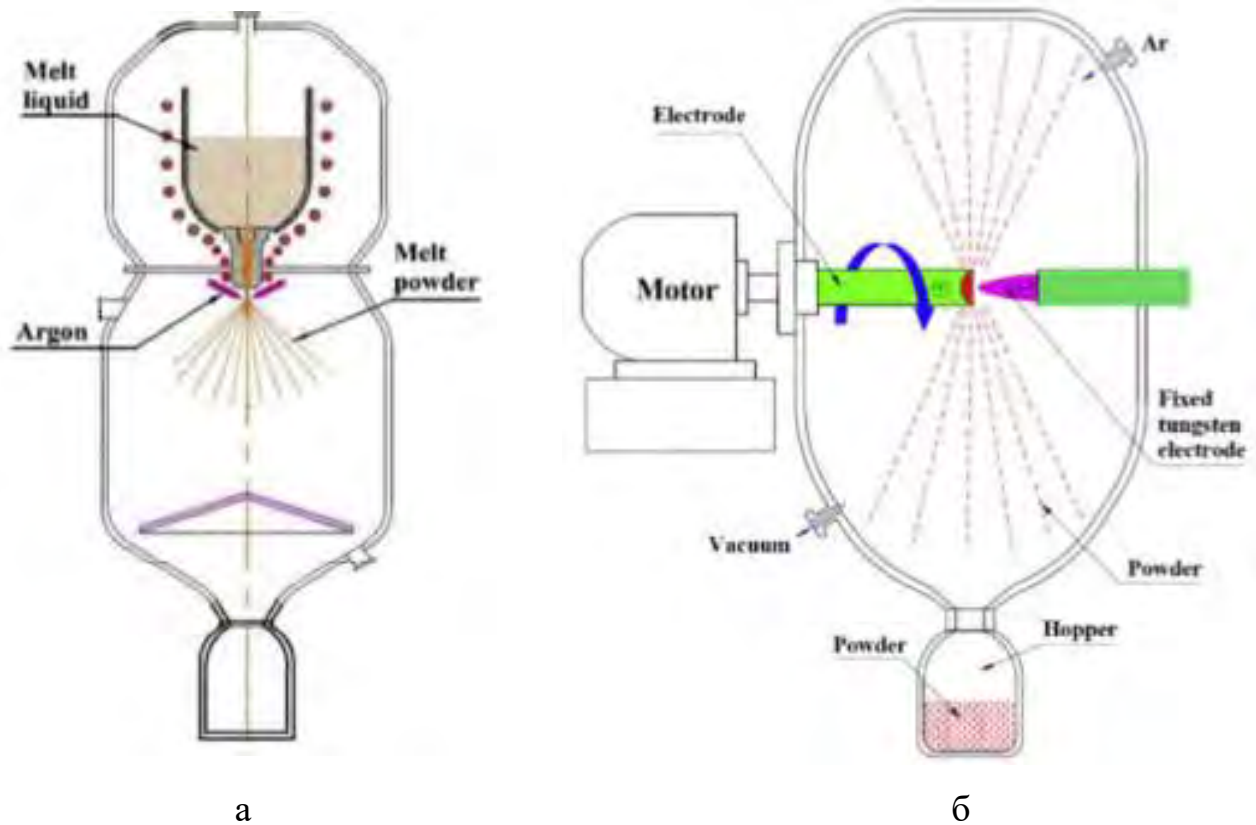 Melt
liquid
Melt
powder
Argon
Ar
Electrode
Motor
Fixed
tungsten
electrode
Vacuum
Powder
Powder
Hopper
а
б